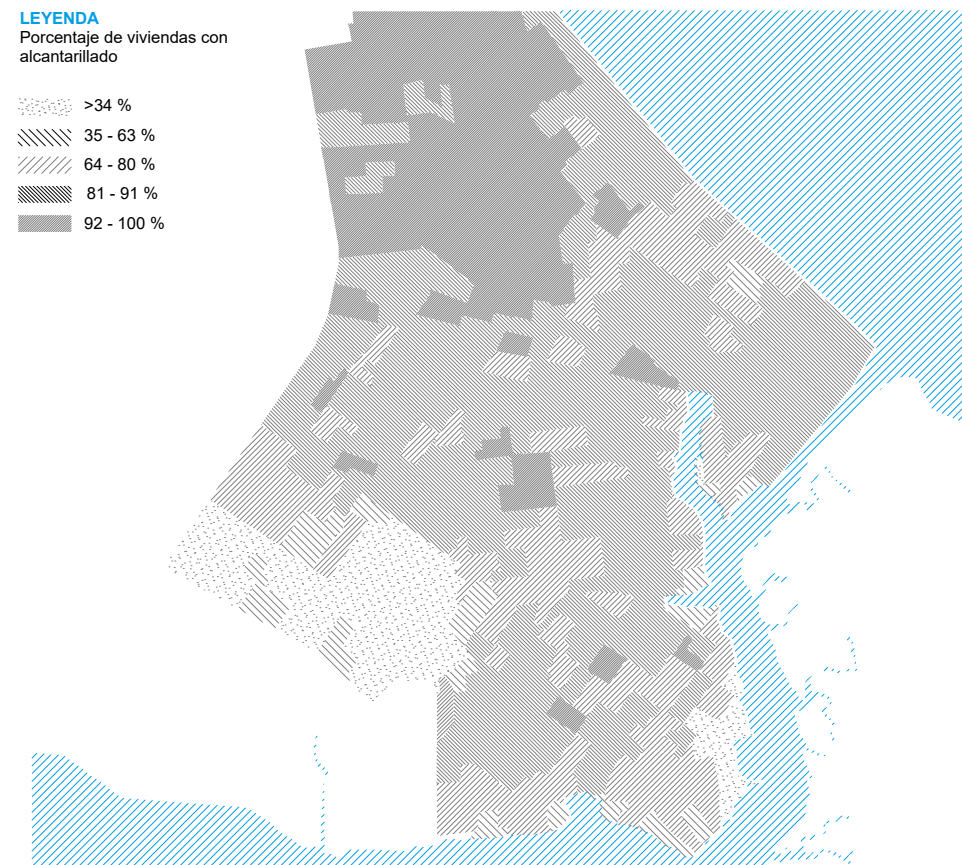 LEYENDA
Porcentaje de viviendas con
alcantarillado
>34 %
35 - 63 %
64 - 80 %
81 - 91 %
92 - 100 %